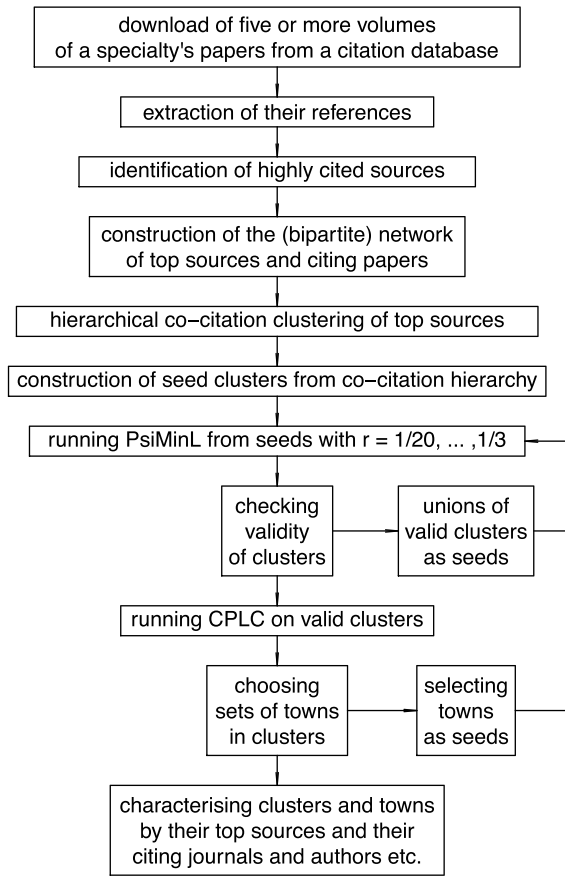 download of five or more volumes
of a specialty's papers from a citation database
extraction of their references
identification of highly cited sources
construction of the (bipartite) network
of top sources and citing papers
hierarchical co−citation clustering of top sources
construction of seed clusters from co−citation hierarchy
running PsiMinL from seeds with r = 1/20, ... ,1/3
checking
validity
of clusters
unions of
valid clusters
as seeds
running CPLC on valid clusters
choosing
sets of towns
in clusters
selecting
towns
as seeds
characterising clusters and towns
by their top sources and their
citing journals and authors etc.